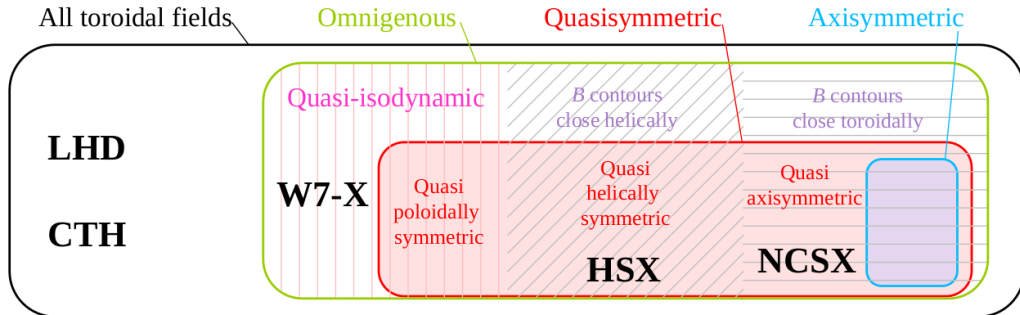 All toroidal fields
Omnigenous
Quasisymmetric
Axisymmetric
Quasi-isodynamic
B contours
close helically
B contours
close toroidally
LHD
CTH
W7-X
Quasi
poloidally
symmetric
Quasi
helically
symmetric
HSX
Quasi
axisymmetric
NCSX